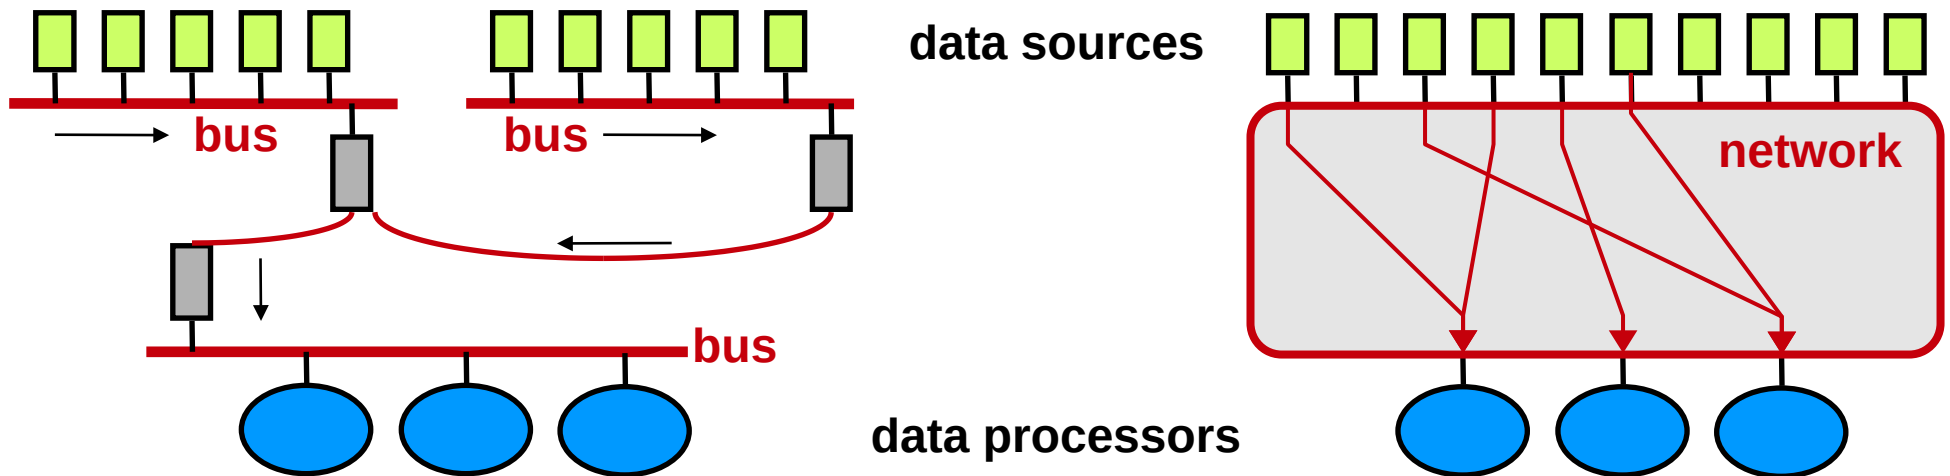 data sources
bus
bus
network
bus
data processors